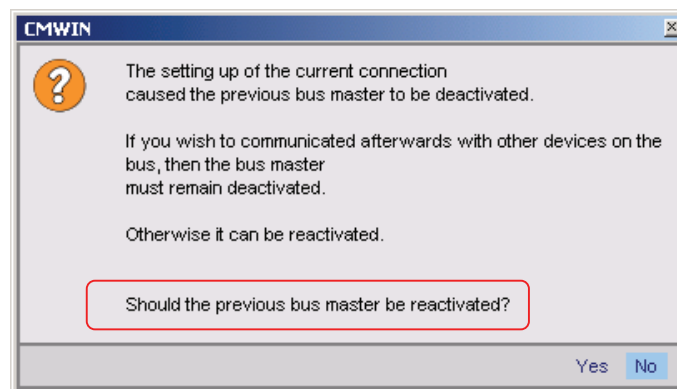 CMWIN
The setting up of the current connection
caused the previous bus master to be deactivated.
If you wish to communicated afterwards with other devices on the
bus, then the bus master
must remain deactivated.
Otherwise it can be reactivated.
Should the previous bus master be reactivated?
Yes No